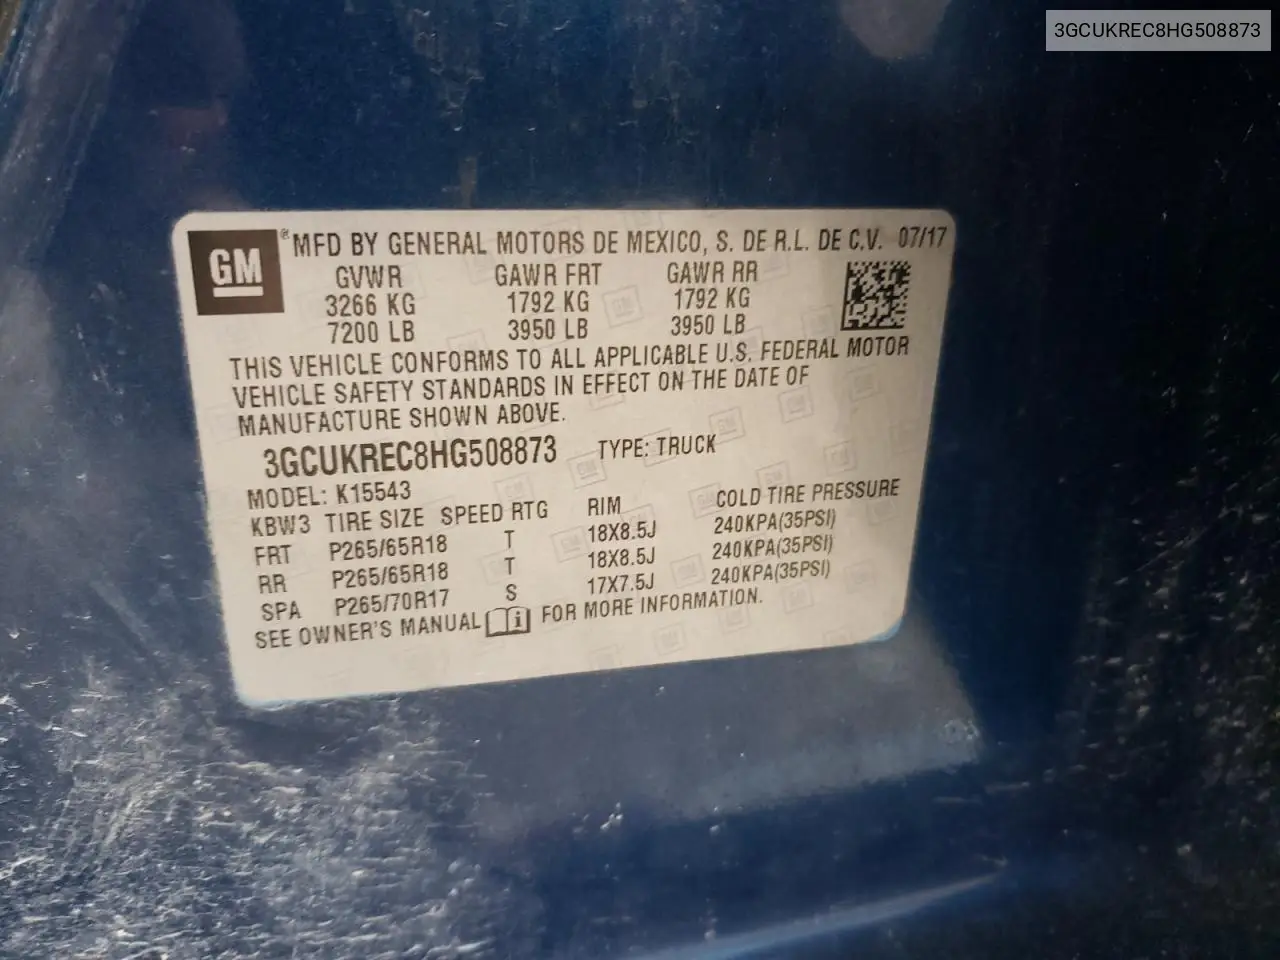 3GCUKREC8HG508873
GM ® MFD BY GENERAL MOTORS DE MEXICO, S. DE R.L. DE C.V. 07/17
GVWR GAWR FRT GAWR RR
3266 KG 1792 KG 1792 KG
7200 LB 3950 LB 3950 LB
THIS VEHICLE CONFORMS TO ALL APPLICABLE U.S. FEDERAL MOTOR
VEHICLE SAFETY STANDARDS IN EFFECT ON THE DATE OF
MANUFACTURE SHOWN ABOVE.
3GCUKREC8HG508873 TYPE: TRUCK
MODEL: K15543
KBW3 TIRE SIZE SPEED RTG RIM COLD TIRE PRESSURE
FRT P265/65R18 T 18X8.5J 240KPA(35PSI)
RR P265/65R18 T 18X8.5J 240KPA(35PSI)
SPA P265/70R17 S 17X7.5J 240KPA(35PSI)
SEE OWNER'S MANUAL i FOR MORE INFORMATION.